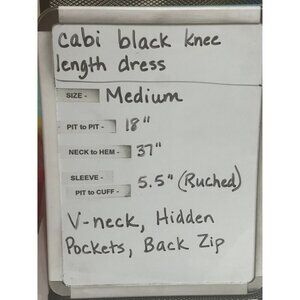 cabi black knee
length dress
SIZE - Medium
PIT to PIT - 18"
NECK to HEM - 37"
SLEEVE -
PIT to CUFF - 5.5" (Ruched)
V-neck, Hidden
Pockets, Back Zip